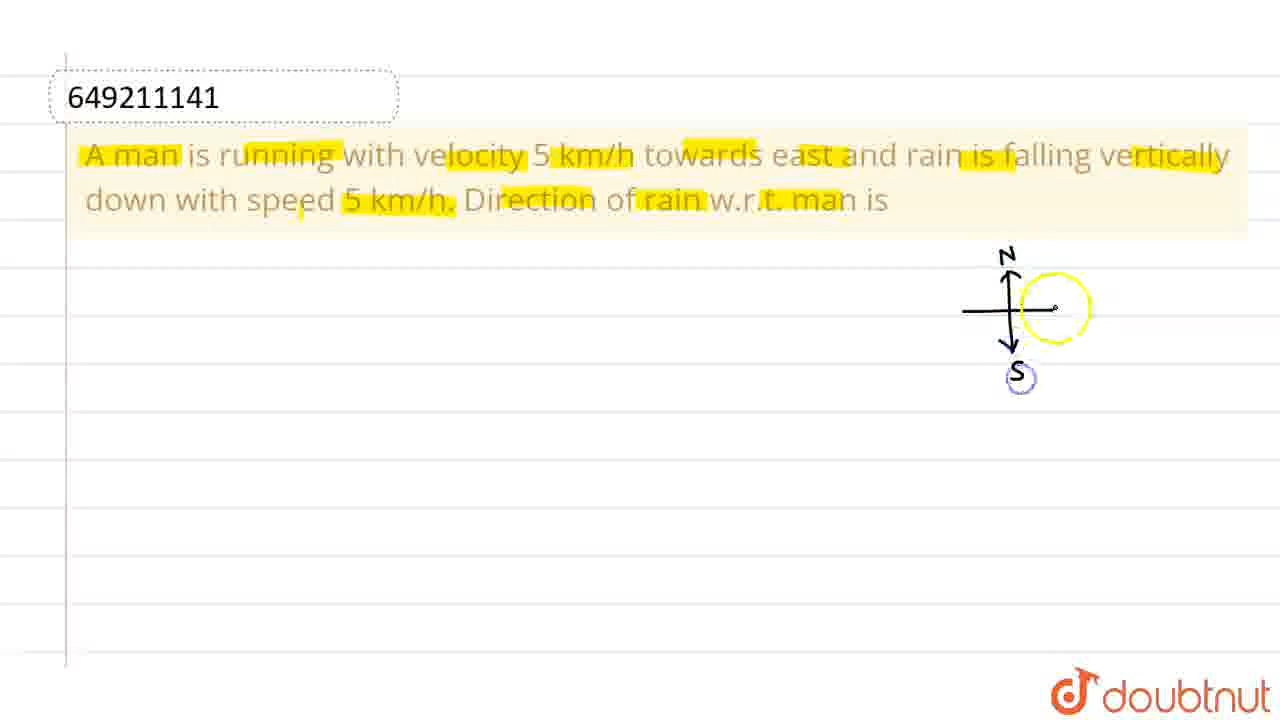 649211141
A man is running with velocity 5 km/h towards east and rain is falling vertically
down with speed 5 km/h. Direction of rain w.r.t. man is
N
S
doubtnut